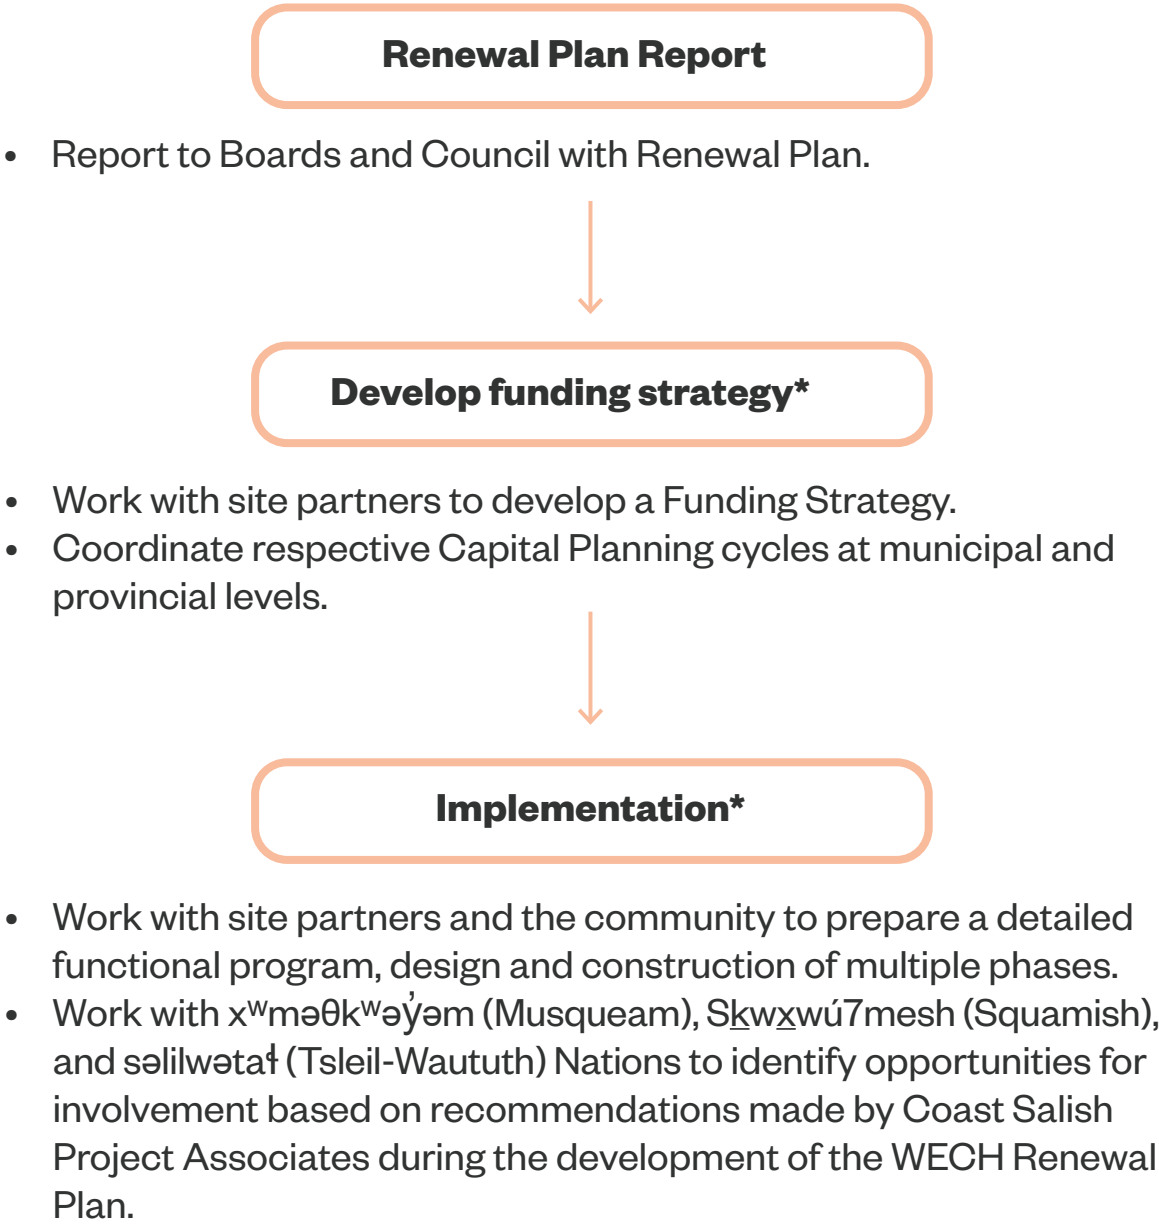 Renewal Plan Report
• Report to Boards and Council with Renewal Plan.
Develop funding strategy*
• Work with site partners to develop a Funding Strategy.
• Coordinate respective Capital Planning cycles at municipal and
provincial levels.
Implementation*
• Work with site partners and the community to prepare a detailed
functional program, design and construction of multiple phases.
• Work with xʷməθkʷəy̓əm (Musqueam), Sḵwx̱wú7mesh (Squamish),
and səlilwətaɬ (Tsleil-Waututh) Nations to identify opportunities for
involvement based on recommendations made by Coast Salish
Project Associates during the development of the WECH Renewal
Plan.